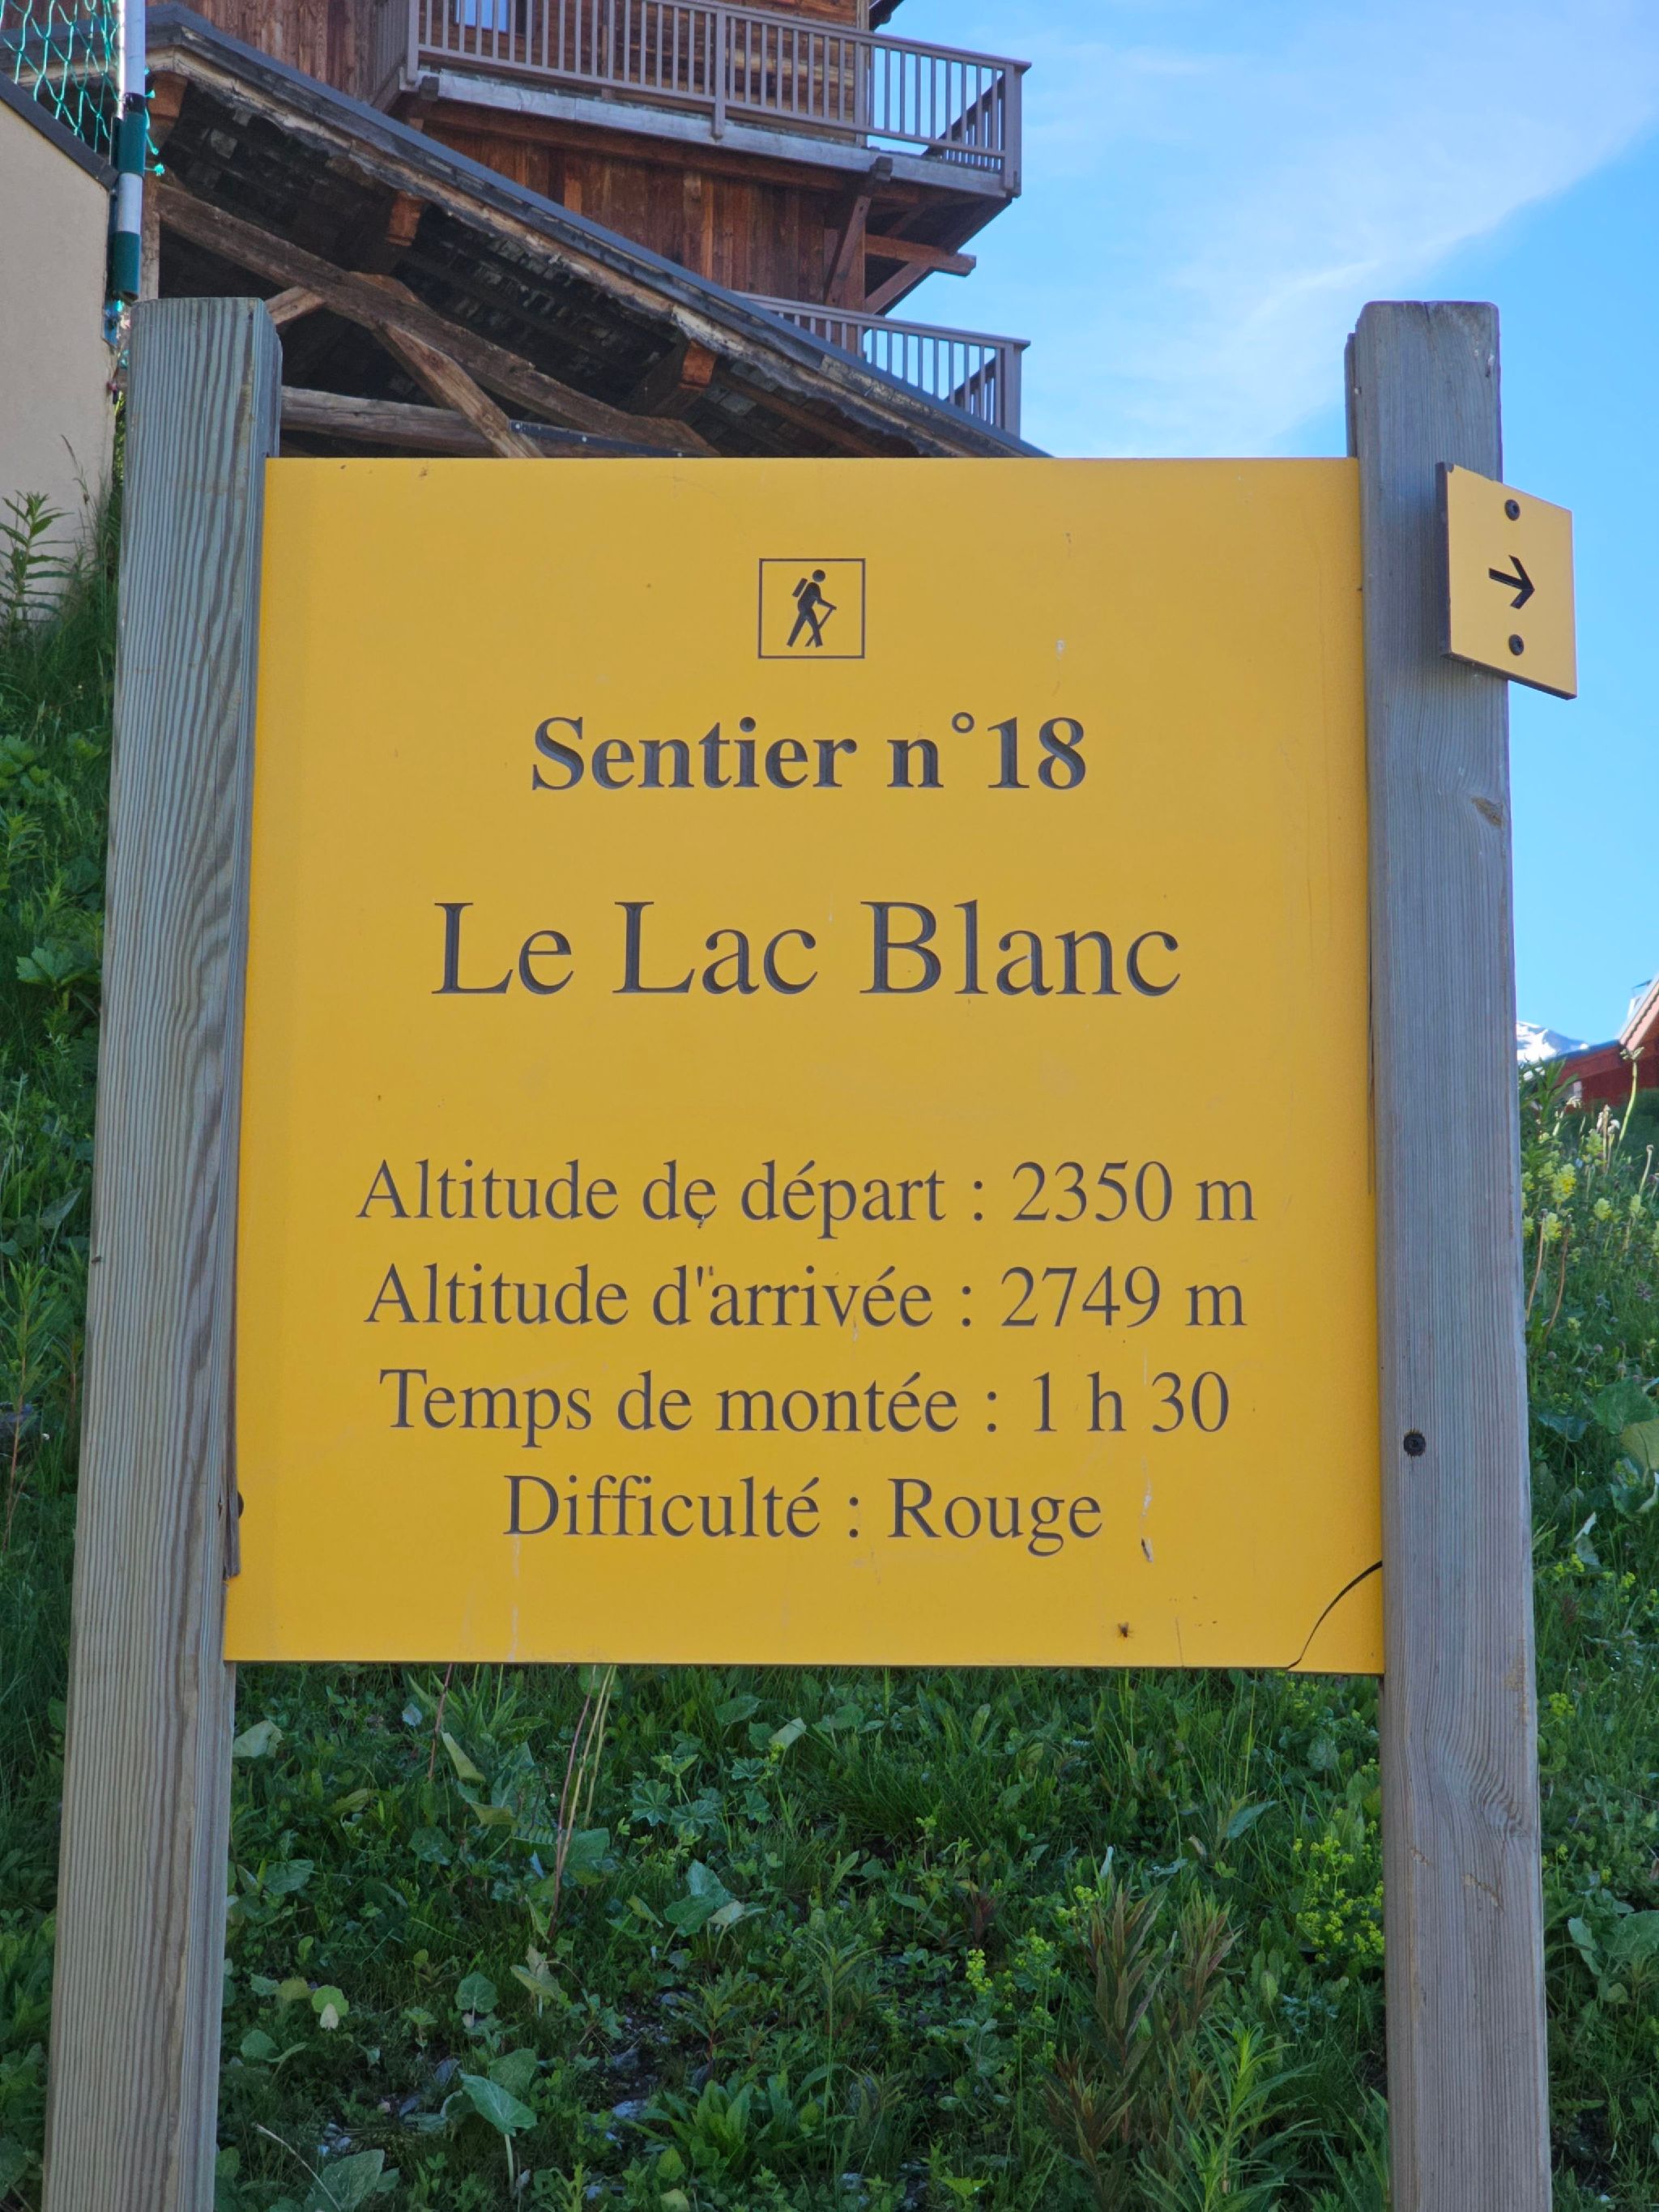 Sentier n°18
Le Lac Blanc
Altitude de départ : 2350 m
Altitude d'arrivée : 2749 m
Temps de montée : 1 h 30
Difficulté : Rouge